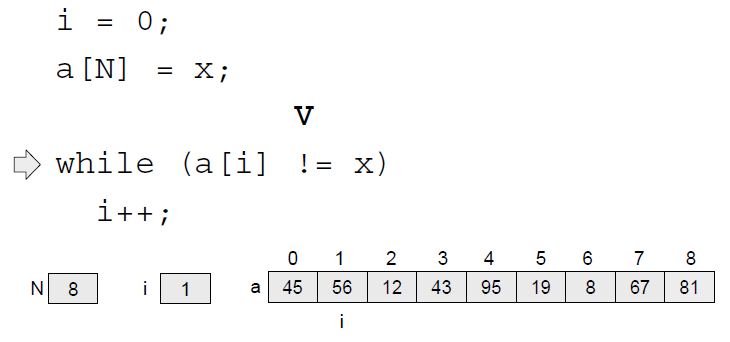 i = 0;
a[N] = x;
V
while (a[i] != x)
i++;
0 1 2 3 4 5 6 7 8
N 8 i 1 a 45 56 12 43 95 19 8 67 81
i